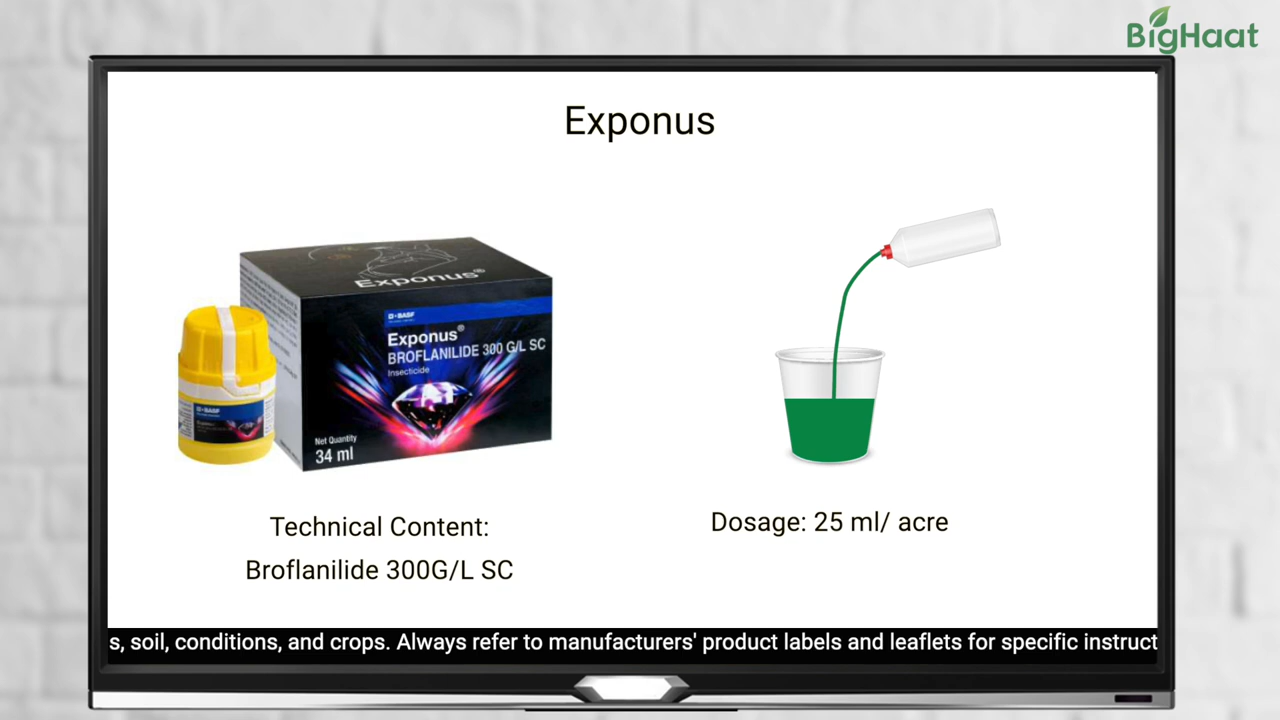 BigHaat
Exponus
Exponus®
BASF
Exponus®
BROFLANILIDE 300 G/L SC
Insecticide
Net Quantity
34 ml
BASF
Technical Content:
Broflanilide 300G/L SC
Dosage: 25 ml/ acre
s, soil, conditions, and crops. Always refer to manufacturers' product labels and leaflets for specific instruct